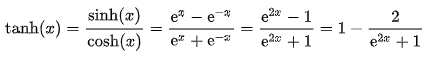 tanh(x) = sinh(x)/cosh(x) = (e^x − e^−x)/(e^x + e^−x) = (e^2x − 1)/(e^2x + 1) = 1 − 2/(e^2x + 1)